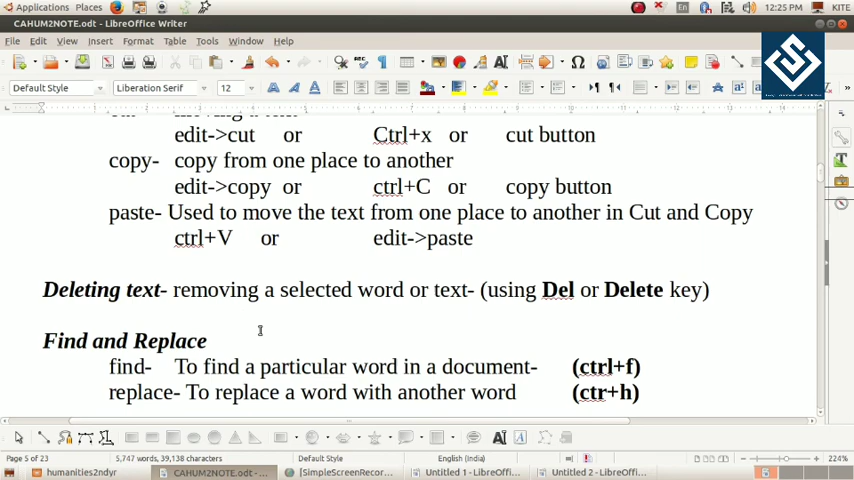 Applications Places En 12:25 PM KITE
CAHUM2NOTE.odt - LibreOffice Writer
File Edit View Insert Format Table Tools Window Help
Default Style Liberation Serif 12
edit->cut or Ctrl+x or cut button
copy- copy from one place to another
edit->copy or ctrl+C or copy button
paste- Used to move the text from one place to another in Cut and Copy
ctrl+V or edit->paste
Deleting text- removing a selected word or text- (using Del or Delete key)
Find and Replace
find- To find a particular word in a document- (ctrl+f)
replace- To replace a word with another word (ctr+h)
Page 5 of 23 5,747 words, 39,138 characters Default Style English (India) 224%
humanities2ndyr CAHUM2NOTE.odt - ... [SimpleScreenRecor... Untitled 1 - LibreOffi... Untitled 2 - LibreOffi...